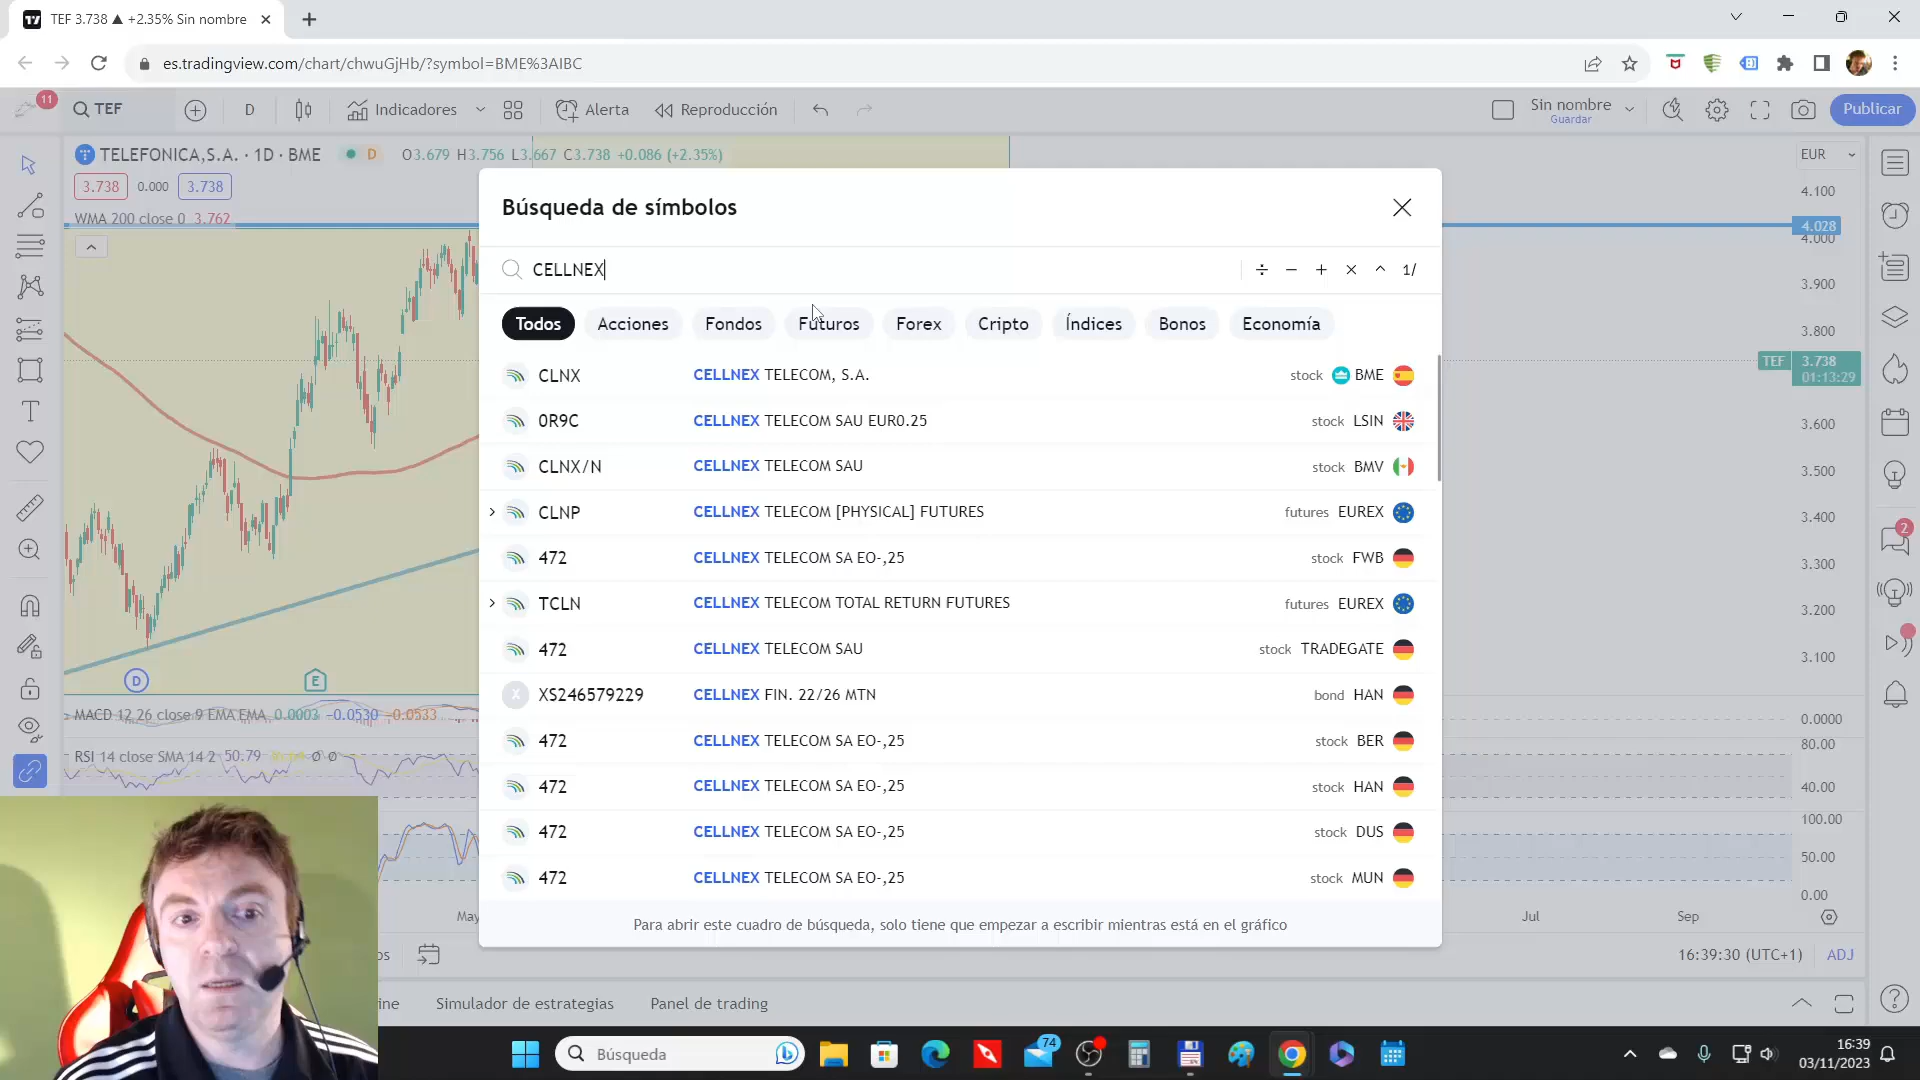 TEF 3.738 ▲ +2.35% Sin nombre
es.tradingview.com/chart/chwuGjHb/?symbol=BME%3AIBC
11
TEF
D
Indicadores
Alerta
Reproducción
Sin nombre
Guardar
Publicar
TELEFONICA,S.A. · 1D · BME
D
O3.679 H3.756 L3.667 C3.738 +0.086 (+2.35%)
EUR
3.738
0.000
3.738
WMA 200 close 0 3.762
Búsqueda de símbolos
CELLNEX
÷ − + × ^ 1/
Todos
Acciones
Fondos
Futuros
Forex
Cripto
Índices
Bonos
Economía
CLNX CELLNEX TELECOM, S.A. stock BME
0R9C CELLNEX TELECOM SAU EUR0.25 stock LSIN
CLNX/N CELLNEX TELECOM SAU stock BMV
CLNP CELLNEX TELECOM [PHYSICAL] FUTURES futures EUREX
472 CELLNEX TELECOM SA EO-,25 stock FWB
TCLN CELLNEX TELECOM TOTAL RETURN FUTURES futures EUREX
472 CELLNEX TELECOM SAU stock TRADEGATE
X XS246579229 CELLNEX FIN. 22/26 MTN bond HAN
472 CELLNEX TELECOM SA EO-,25 stock BER
472 CELLNEX TELECOM SA EO-,25 stock HAN
472 CELLNEX TELECOM SA EO-,25 stock DUS
472 CELLNEX TELECOM SA EO-,25 stock MUN
Para abrir este cuadro de búsqueda, solo tiene que empezar a escribir mientras está en el gráfico
4.100
4.028
4.000
3.900
3.800
TEF 3.738
01:13:29
3.600
3.500
3.400
3.300
3.200
3.100
0.0000
80.00
40.00
100.00
50.00
0.00
2
D
E
MACD 12 26 close 9 EMA EMA 0.0003 −0.0530 −0.0533
RSI 14 close SMA 14 2 50.79 ∅ ∅
May
Jul
Sep
os
16:39:30 (UTC+1)
ADJ
ine
Simulador de estrategias
Panel de trading
Búsqueda
74
16:39
03/11/2023